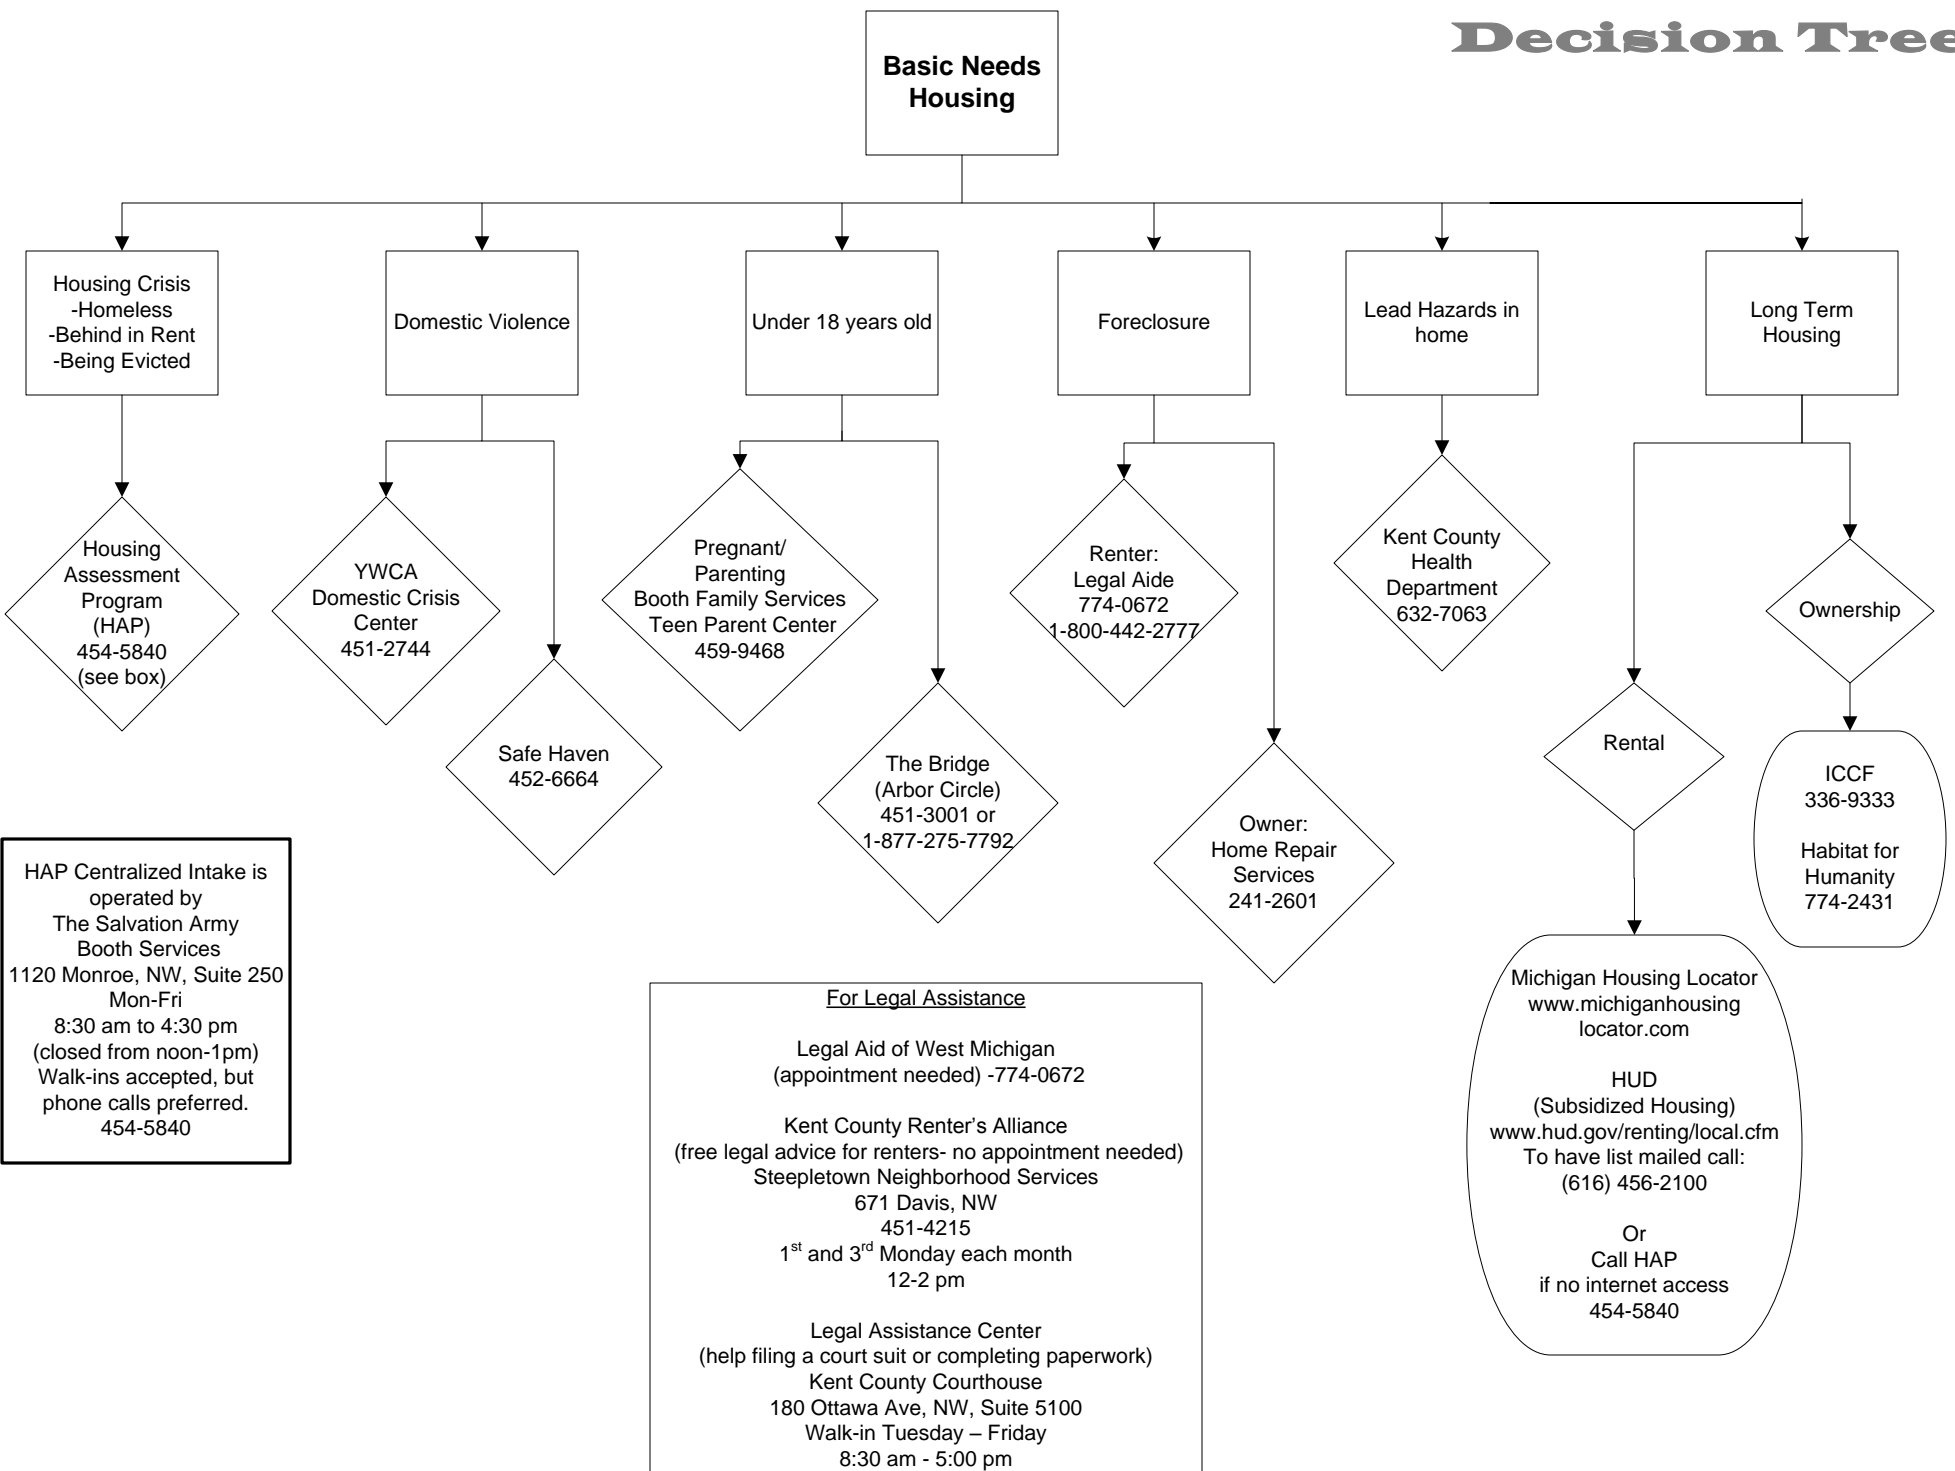 Decision Tree
Basic Needs
Housing
Housing Crisis
-Homeless
-Behind in Rent
-Being Evicted
Domestic Violence
Under 18 years old
Foreclosure
Lead Hazards in
home
Long Term
Housing
Housing
Assessment
Program
(HAP)
454-5840
(see box)
YWCA
Domestic Crisis
Center
451-2744
Safe Haven
452-6664
Pregnant/
Parenting
Booth Family Services
Teen Parent Center
459-9468
The Bridge
(Arbor Circle)
451-3001 or
1-877-275-7792
Renter:
Legal Aide
774-0672
1-800-442-2777
Owner:
Home Repair
Services
241-2601
Kent County
Health
Department
632-7063
Rental
Ownership
ICCF
336-9333
Habitat for
Humanity
774-2431
Michigan Housing Locator
www.michiganhousing
locator.com
HUD
(Subsidized Housing)
www.hud.gov/renting/local.cfm
To have list mailed call:
(616) 456-2100
Or
Call HAP
if no internet access
454-5840
HAP Centralized Intake is
operated by
The Salvation Army
Booth Services
1120 Monroe, NW, Suite 250
Mon-Fri
8:30 am to 4:30 pm
(closed from noon-1pm)
Walk-ins accepted, but
phone calls preferred.
454-5840
For Legal Assistance
Legal Aid of West Michigan
(appointment needed) -774-0672
Kent County Renter’s Alliance
(free legal advice for renters- no appointment needed)
Steepletown Neighborhood Services
671 Davis, NW
451-4215
1st and 3rd Monday each month
12-2 pm
Legal Assistance Center
(help filing a court suit or completing paperwork)
Kent County Courthouse
180 Ottawa Ave, NW, Suite 5100
Walk-in Tuesday – Friday
8:30 am - 5:00 pm